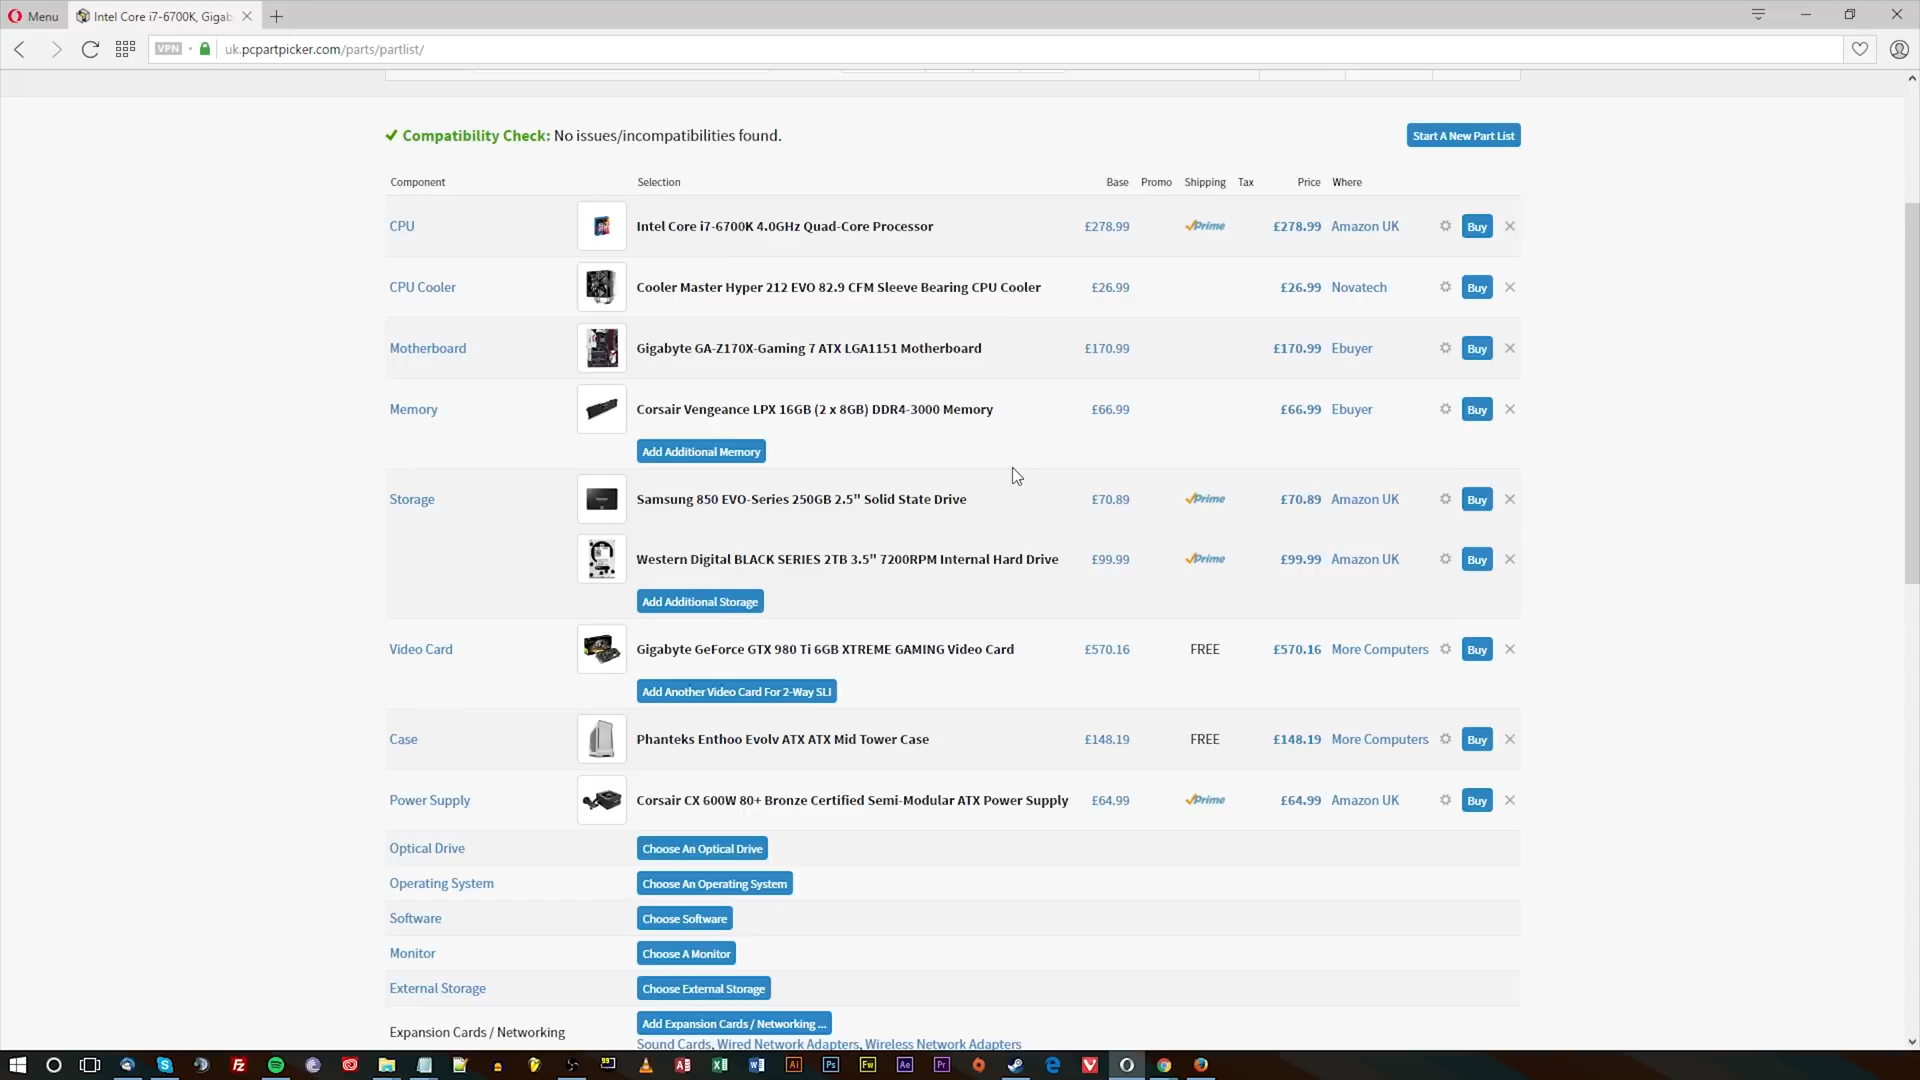 Menu
Intel Core i7-6700K, Gigab
VPN
uk.pcpartpicker.com/parts/partlist/
Compatibility Check: No issues/incompatibilities found.
Start A New Part List
Component Selection Base Promo Shipping Tax Price Where
CPU Intel Core i7-6700K 4.0GHz Quad-Core Processor £278.99 Prime £278.99 Amazon UK Buy
CPU Cooler Cooler Master Hyper 212 EVO 82.9 CFM Sleeve Bearing CPU Cooler £26.99 £26.99 Novatech Buy
Motherboard Gigabyte GA-Z170X-Gaming 7 ATX LGA1151 Motherboard £170.99 £170.99 Ebuyer Buy
Memory Corsair Vengeance LPX 16GB (2 x 8GB) DDR4-3000 Memory £66.99 £66.99 Ebuyer Buy
Add Additional Memory
Storage Samsung 850 EVO-Series 250GB 2.5" Solid State Drive £70.89 Prime £70.89 Amazon UK Buy
Western Digital BLACK SERIES 2TB 3.5" 7200RPM Internal Hard Drive £99.99 Prime £99.99 Amazon UK Buy
Add Additional Storage
Video Card Gigabyte GeForce GTX 980 Ti 6GB XTREME GAMING Video Card £570.16 FREE £570.16 More Computers Buy
Add Another Video Card For 2-Way SLI
Case Phanteks Enthoo Evolv ATX ATX Mid Tower Case £148.19 FREE £148.19 More Computers Buy
Power Supply Corsair CX 600W 80+ Bronze Certified Semi-Modular ATX Power Supply £64.99 Prime £64.99 Amazon UK Buy
Optical Drive Choose An Optical Drive
Operating System Choose An Operating System
Software Choose Software
Monitor Choose A Monitor
External Storage Choose External Storage
Expansion Cards / Networking Add Expansion Cards / Networking ...
Sound Cards, Wired Network Adapters, Wireless Network Adapters
Ai Ps Fw Ae Pr